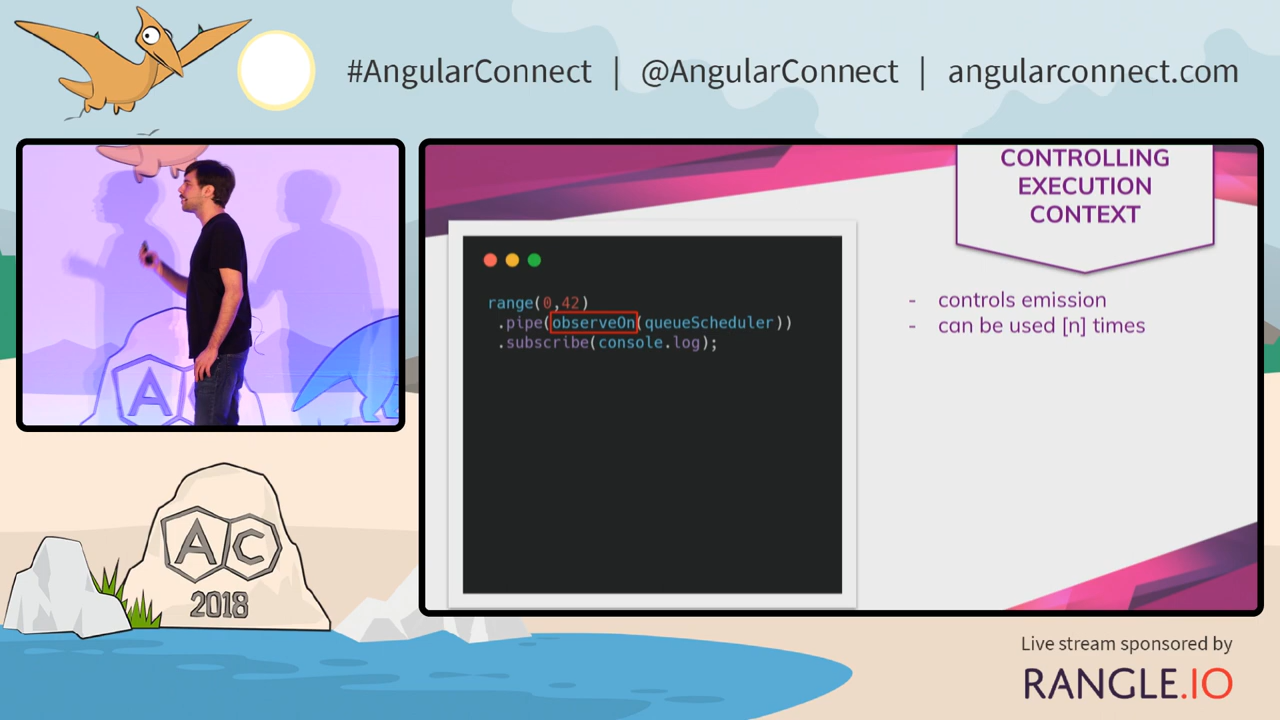 #AngularConnect | @AngularConnect | angularconnect.com
CONTROLLING
EXECUTION
CONTEXT
range(0,42)
.pipe(observeOn(queueScheduler))
.subscribe(console.log);
- controls emission
- can be used [n] times
A
AC
2018
Live stream sponsored by
RANGLE.IO